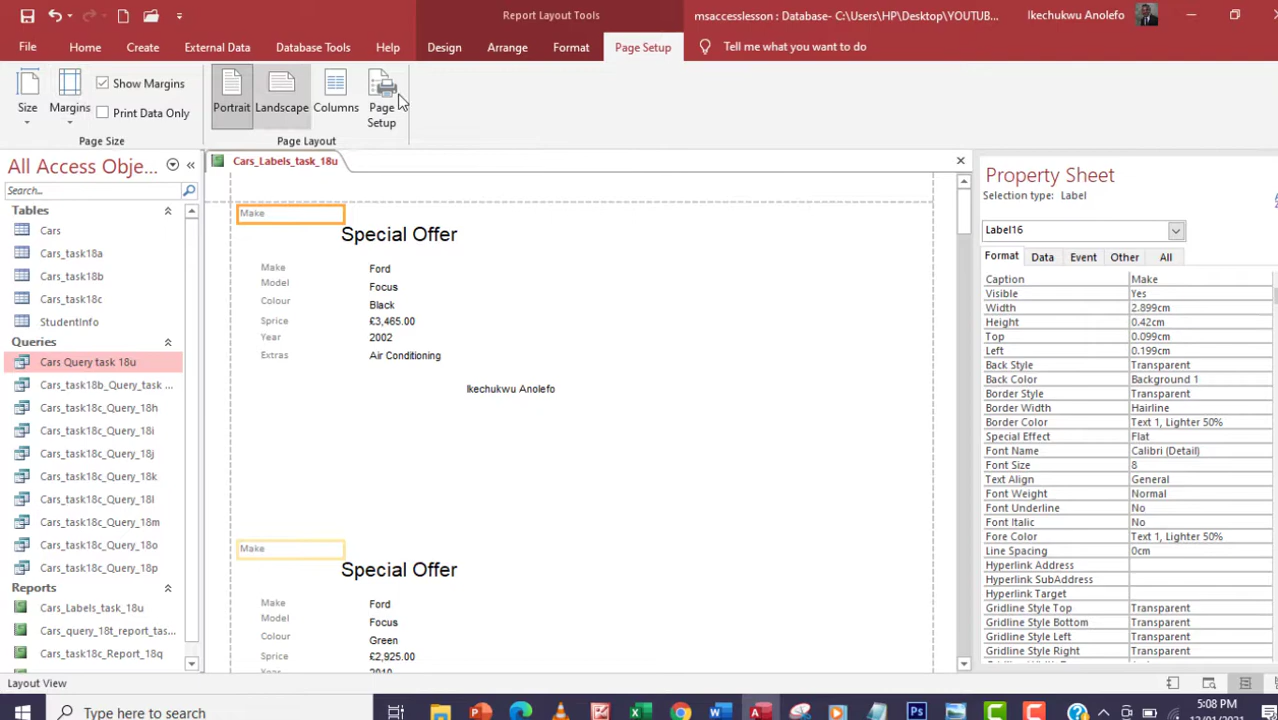 Report Layout Tools
msaccesslesson : Database- C:\Users\HP\Desktop\YOUTUB...
Ikechukwu Anolefo
File
Home
Create
External Data
Database Tools
Help
Design
Arrange
Format
Page Setup
Tell me what you want to do
Size
Margins
Show Margins
Print Data Only
Portrait
Landscape
Columns
Page
Setup
Page Size
Page Layout
All Access Obje...
Search...
Tables
Cars
Cars_task18a
Cars_task18b
Cars_task18c
StudentInfo
Queries
Cars Query task 18u
Cars_task18b_Query_task ...
Cars_task18c_Query_18h
Cars_task18c_Query_18i
Cars_task18c_Query_18j
Cars_task18c_Query_18k
Cars_task18c_Query_18l
Cars_task18c_Query_18m
Cars_task18c_Query_18o
Cars_task18c_Query_18p
Reports
Cars_Labels_task_18u
Cars_query_18t_report_tas...
Cars_task18c_Report_18q
Cars_Labels_task_18u
Make
Special Offer
Make Ford
Model Focus
Colour Black
Sprice £3,465.00
Year 2002
Extras Air Conditioning
Ikechukwu Anolefo
Make
Special Offer
Make Ford
Model Focus
Colour Green
Sprice £2,925.00
Year 2010
Property Sheet
Selection type: Label
Label16
Format
Data
Event
Other
All
Caption Make
Visible Yes
Width 2.899cm
Height 0.42cm
Top 0.099cm
Left 0.199cm
Back Style Transparent
Back Color Background 1
Border Style Transparent
Border Width Hairline
Border Color Text 1, Lighter 50%
Special Effect Flat
Font Name Calibri (Detail)
Font Size 8
Text Align General
Font Weight Normal
Font Underline No
Font Italic No
Fore Color Text 1, Lighter 50%
Line Spacing 0cm
Hyperlink Address
Hyperlink SubAddress
Hyperlink Target
Gridline Style Top Transparent
Gridline Style Bottom Transparent
Gridline Style Left Transparent
Gridline Style Right Transparent
Layout View
Type here to search
5:08 PM